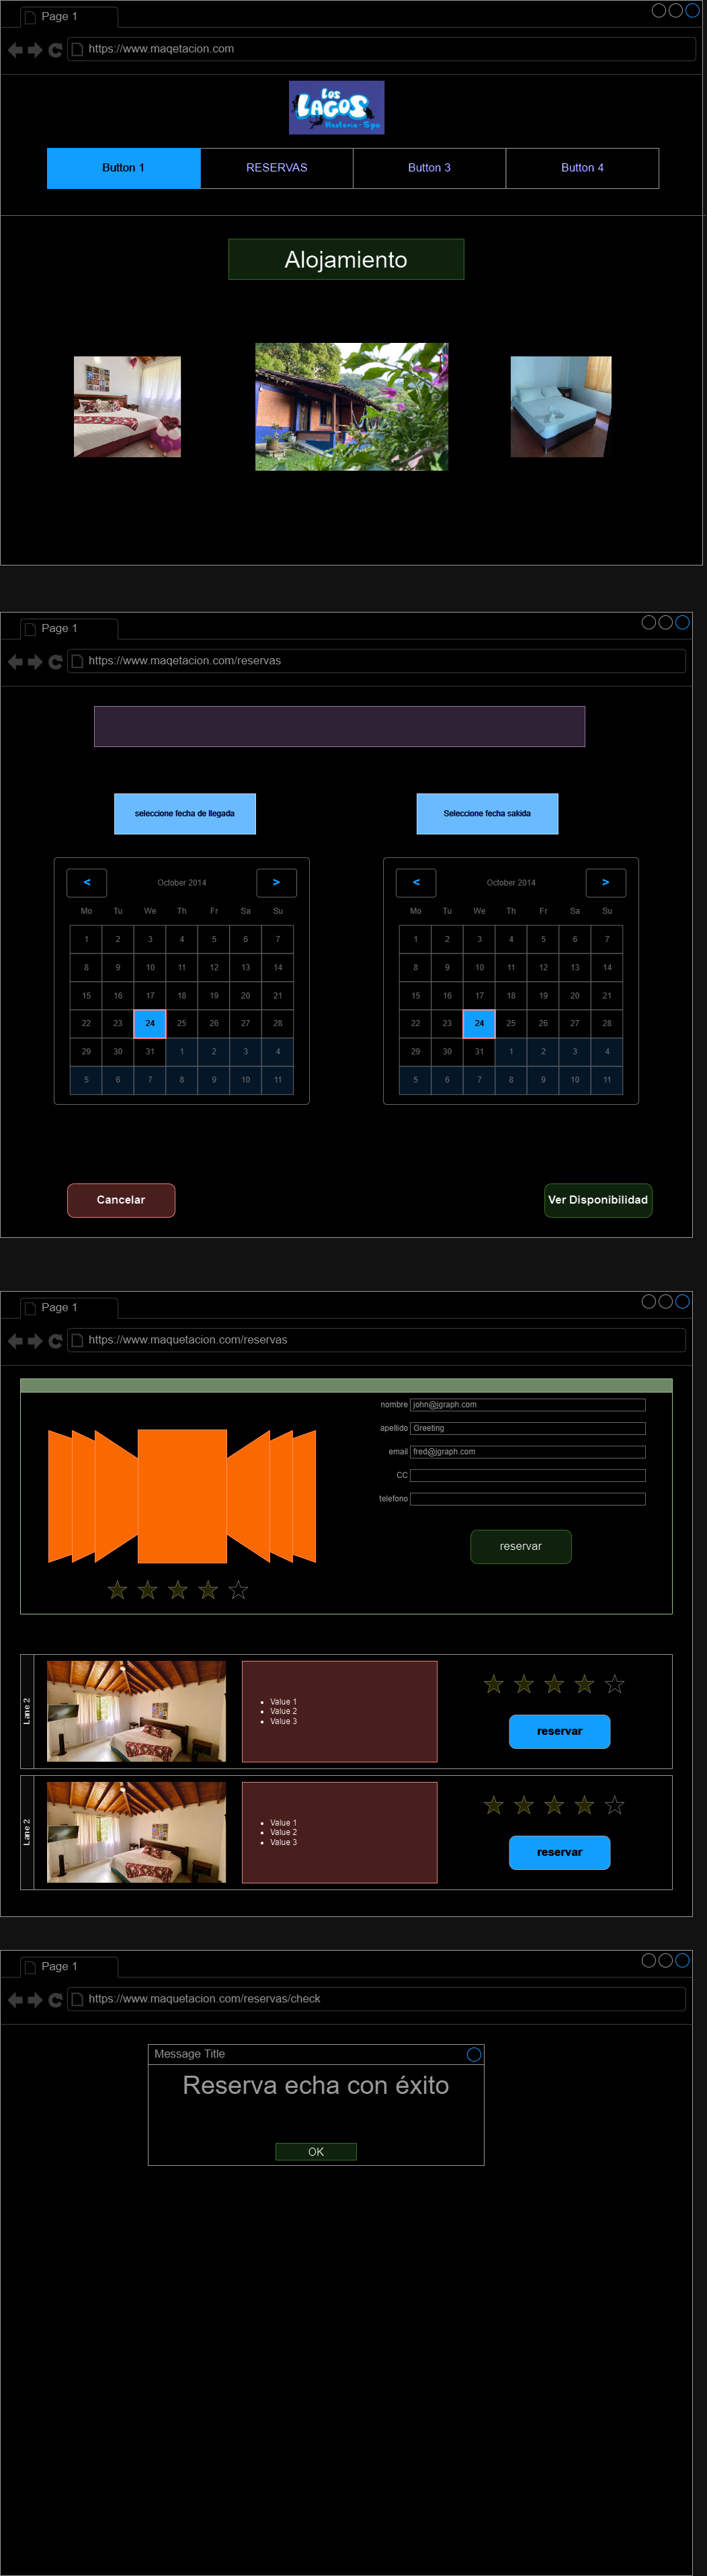 Page 1
https://www.maqetacion.com
Los
LAGOS
Hosteria-Spa
Button 1 RESERVAS Button 3 Button 4
Alojamiento
Page 1
https://www.maqetacion.com/reservas
seleccione fecha de llegada Seleccione fecha sakida
< October 2014 > < October 2014 >
Mo Tu We Th Fr Sa Su Mo Tu We Th Fr Sa Su
1 2 3 4 5 6 7 1 2 3 4 5 6 7
8 9 10 11 12 13 14 8 9 10 11 12 13 14
15 16 17 18 19 20 21 15 16 17 18 19 20 21
22 23 24 25 26 27 28 22 23 24 25 26 27 28
29 30 31 1 2 3 4 29 30 31 1 2 3 4
5 6 7 8 9 10 11 5 6 7 8 9 10 11
Cancelar Ver Disponibilidad
Page 1
https://www.maquetacion.com/reservas
nombre john@jgraph.com
apellido Greeting
email fred@jgraph.com
CC
telefono
reservar
Lane 2
Value 1
Value 2
Value 3
reservar
Lane 2
Value 1
Value 2
Value 3
reservar
Page 1
https://www.maquetacion.com/reservas/check
Message Title
Reserva echa con éxito
OK